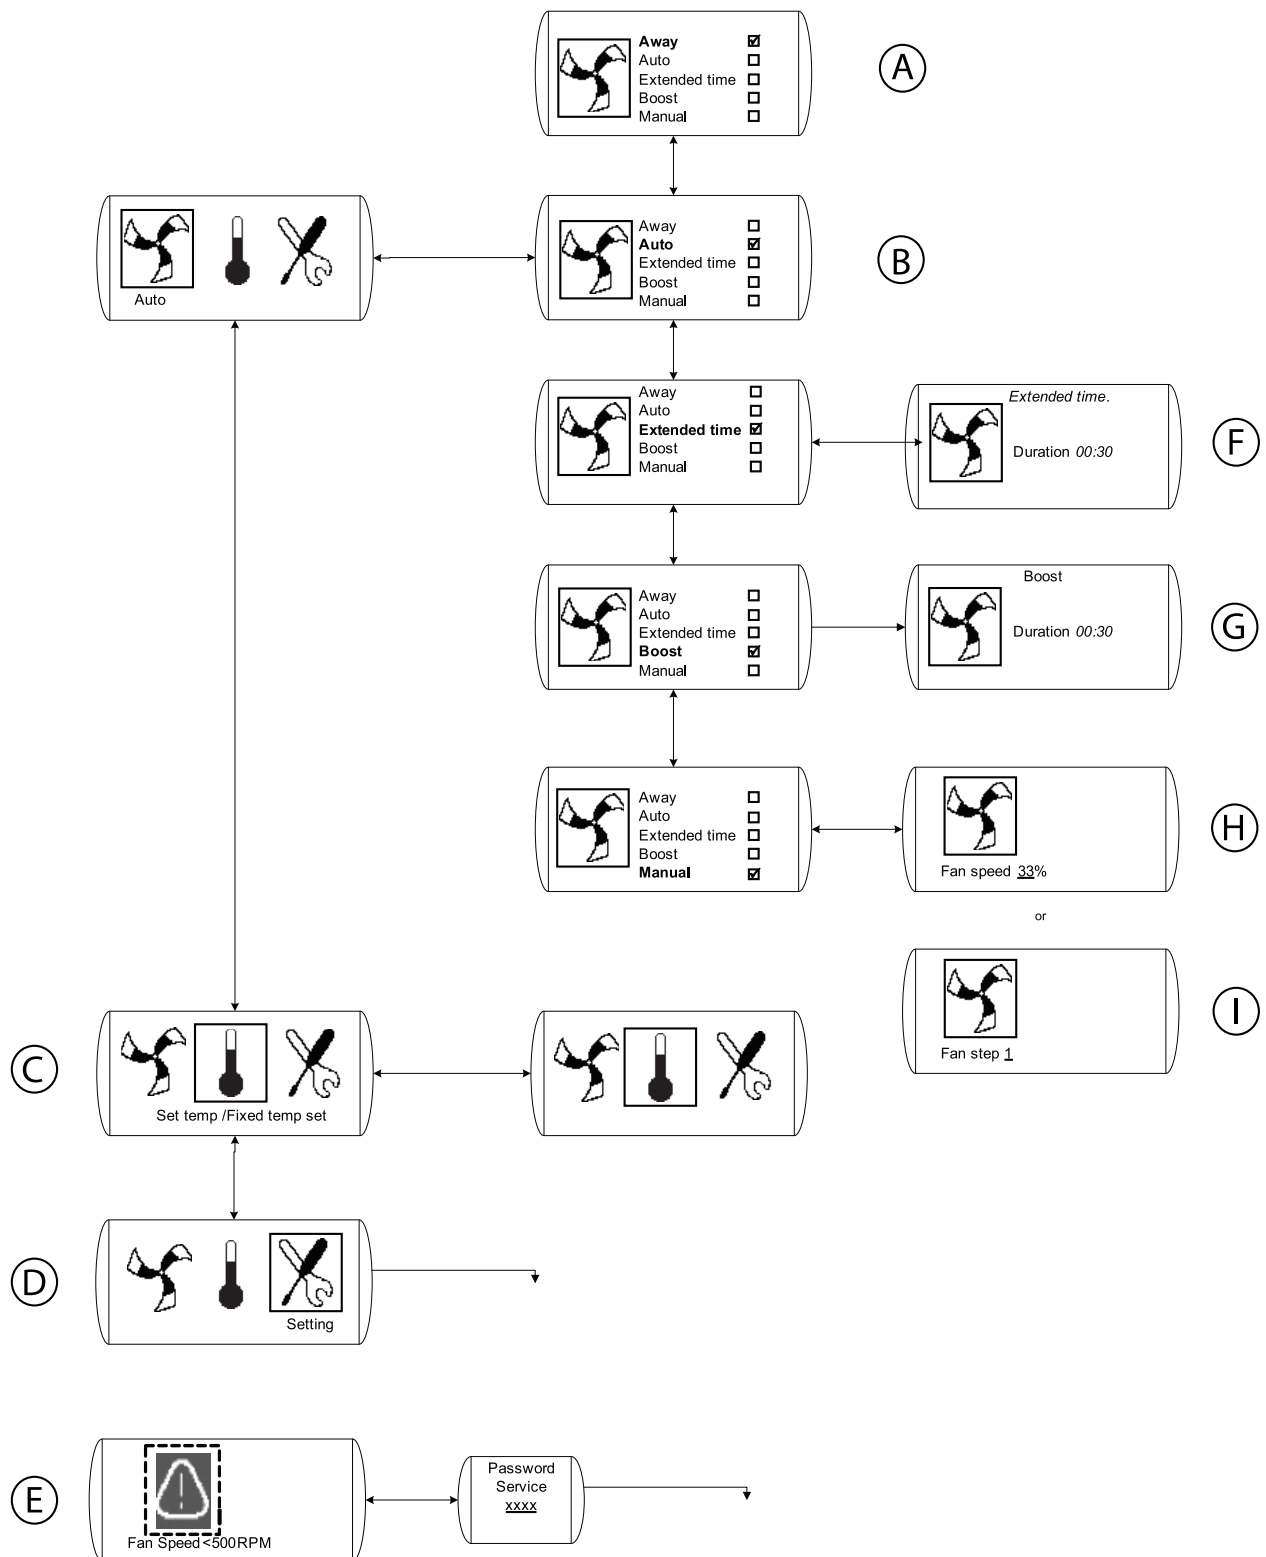 Away
Auto
Extended time
Boost
Manual
A
Auto
Away
Auto
Extended time
Boost
Manual
B
Away
Auto
Extended time
Boost
Manual
Extended time.
Duration 00:30
F
Away
Auto
Extended time
Boost
Manual
Boost
Duration 00:30
G
Away
Auto
Extended time
Boost
Manual
Fan speed 33%
H
or
Fan step 1
I
C
Set temp /Fixed temp set
D
Setting
E
Fan Speed<500RPM
Password
Service
xxxx